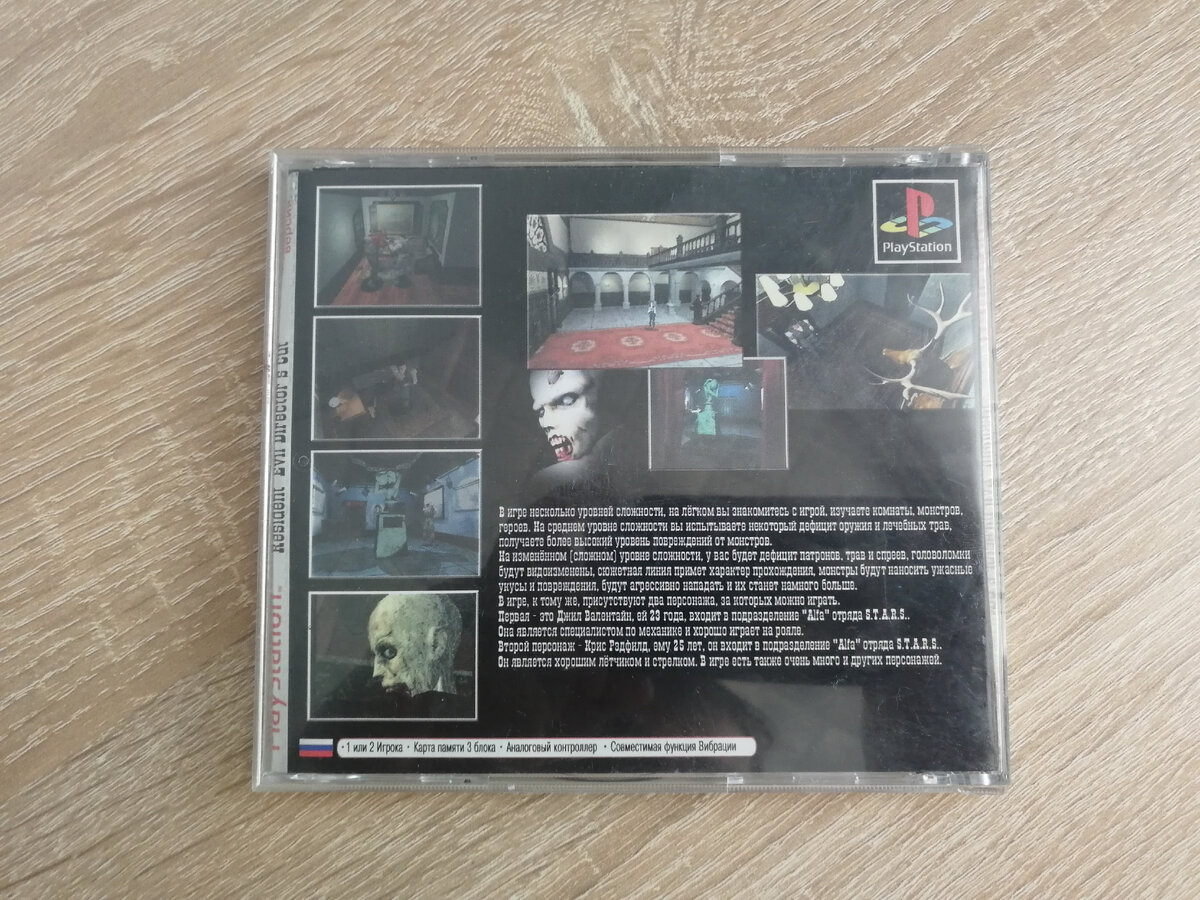 PlayStation
В игре несколько уровней сложности, на лёгком вы знакомитесь с игрой, изучаете комнаты, монстров,
героев. На среднем уровне сложности вы испытываете некоторый дефицит оружия и лечебных трав,
получаете более высокий уровень повреждений от монстров.
На изменённом (сложном) уровне сложности, у вас будет дефицит патронов, трав и спреев, головоломки
будут видоизменены, сюжетная линия примет характер прохождения, монстры будут наносить ужасные
укусы и повреждения, будут агрессивно нападать и их станет намного больше.
В игре, к тому же, присутствуют два персонажа, за которых можно играть.
Первая - это Джил Валентайн, ей 23 года, входит в подразделение "Alfa" отряда S.T.A.R.S..
Она является специалистом по механике и хорошо играет на рояле.
Второй персонаж - Крис Рэдфилд, ему 25 лет, он входит в подразделение "Alfa" отряда S.T.A.R.S..
Он является хорошим лётчиком и стрелком. В игре есть также очень много и других персонажей.
· 1 или 2 Игрока · Карта памяти 3 блока · Аналоговый контроллер · Совместимая функция Вибрации
PlayStation
Resident Evil Director's Cut
версия